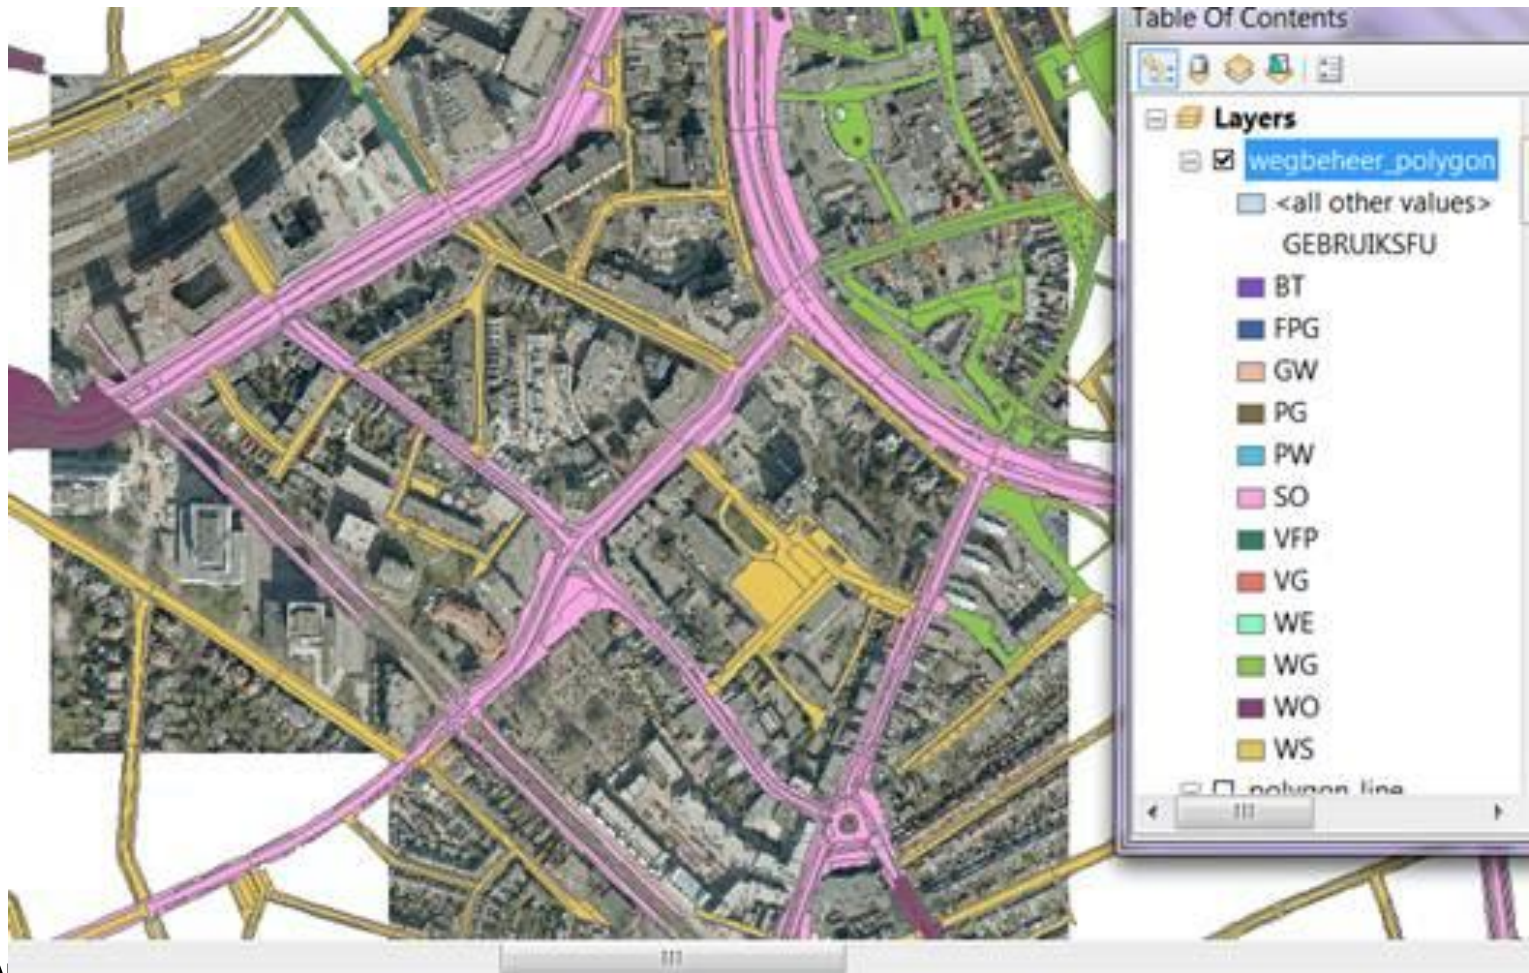 Table Of Contents
Layers
wegbeheer_polygon
<all other values>
GEBRUIKSFU
BT
FPG
GW
PG
PW
SO
VFP
VG
WE
WG
WO
WS
polygon_line